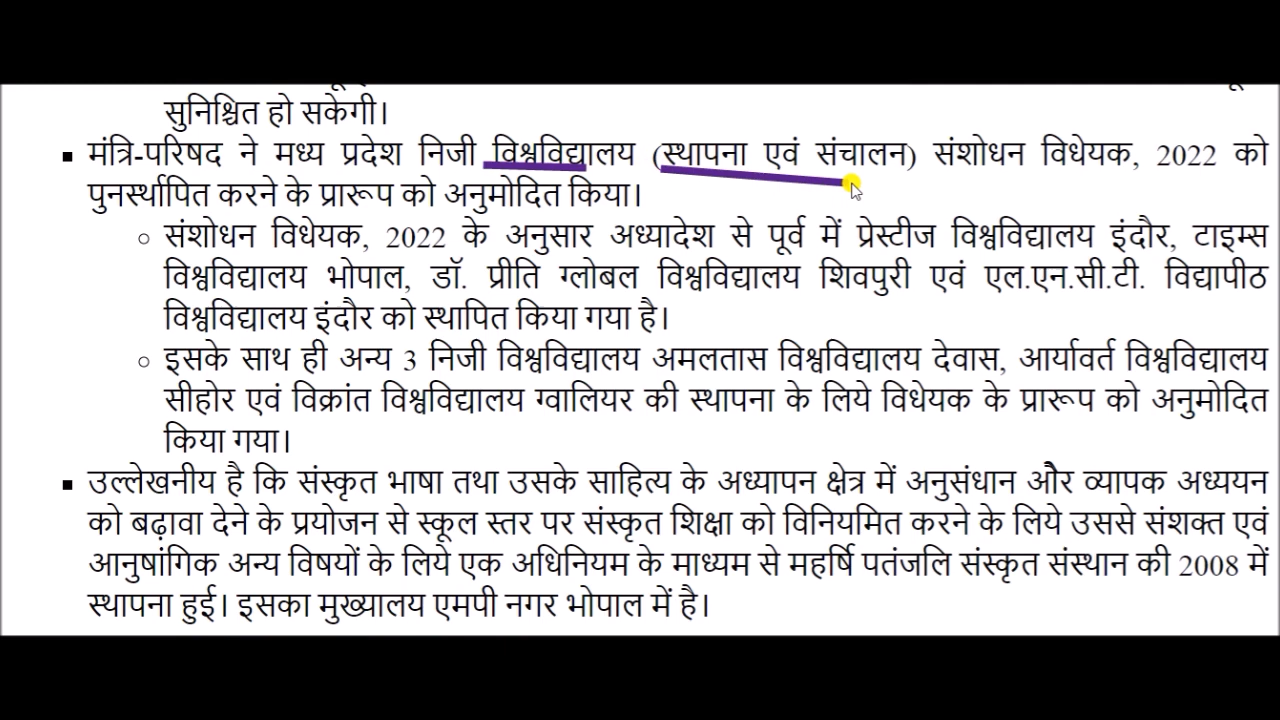 सुनिश्चित हो सकेगी।
मंत्रि-परिषद ने मध्य प्रदेश निजी विश्वविद्यालय (स्थापना एवं संचालन) संशोधन विधेयक, 2022 को
पुनर्स्थापित करने के प्रारूप को अनुमोदित किया।
संशोधन विधेयक, 2022 के अनुसार अध्यादेश से पूर्व में प्रेस्टीज विश्वविद्यालय इंदौर, टाइम्स
विश्वविद्यालय भोपाल, डॉ. प्रीति ग्लोबल विश्वविद्यालय शिवपुरी एवं एल.एन.सी.टी. विद्यापीठ
विश्वविद्यालय इंदौर को स्थापित किया गया है।
इसके साथ ही अन्य 3 निजी विश्वविद्यालय अमलतास विश्वविद्यालय देवास, आर्यावर्त विश्वविद्यालय
सीहोर एवं विक्रांत विश्वविद्यालय ग्वालियर की स्थापना के लिये विधेयक के प्रारूप को अनुमोदित
किया गया।
उल्लेखनीय है कि संस्कृत भाषा तथा उसके साहित्य के अध्यापन क्षेत्र में अनुसंधान और व्यापक अध्ययन
को बढ़ावा देने के प्रयोजन से स्कूल स्तर पर संस्कृत शिक्षा को विनियमित करने के लिये उससे संशक्त एवं
आनुषांगिक अन्य विषयों के लिये एक अधिनियम के माध्यम से महर्षि पतंजलि संस्कृत संस्थान की 2008 में
स्थापना हुई। इसका मुख्यालय एमपी नगर भोपाल में है।